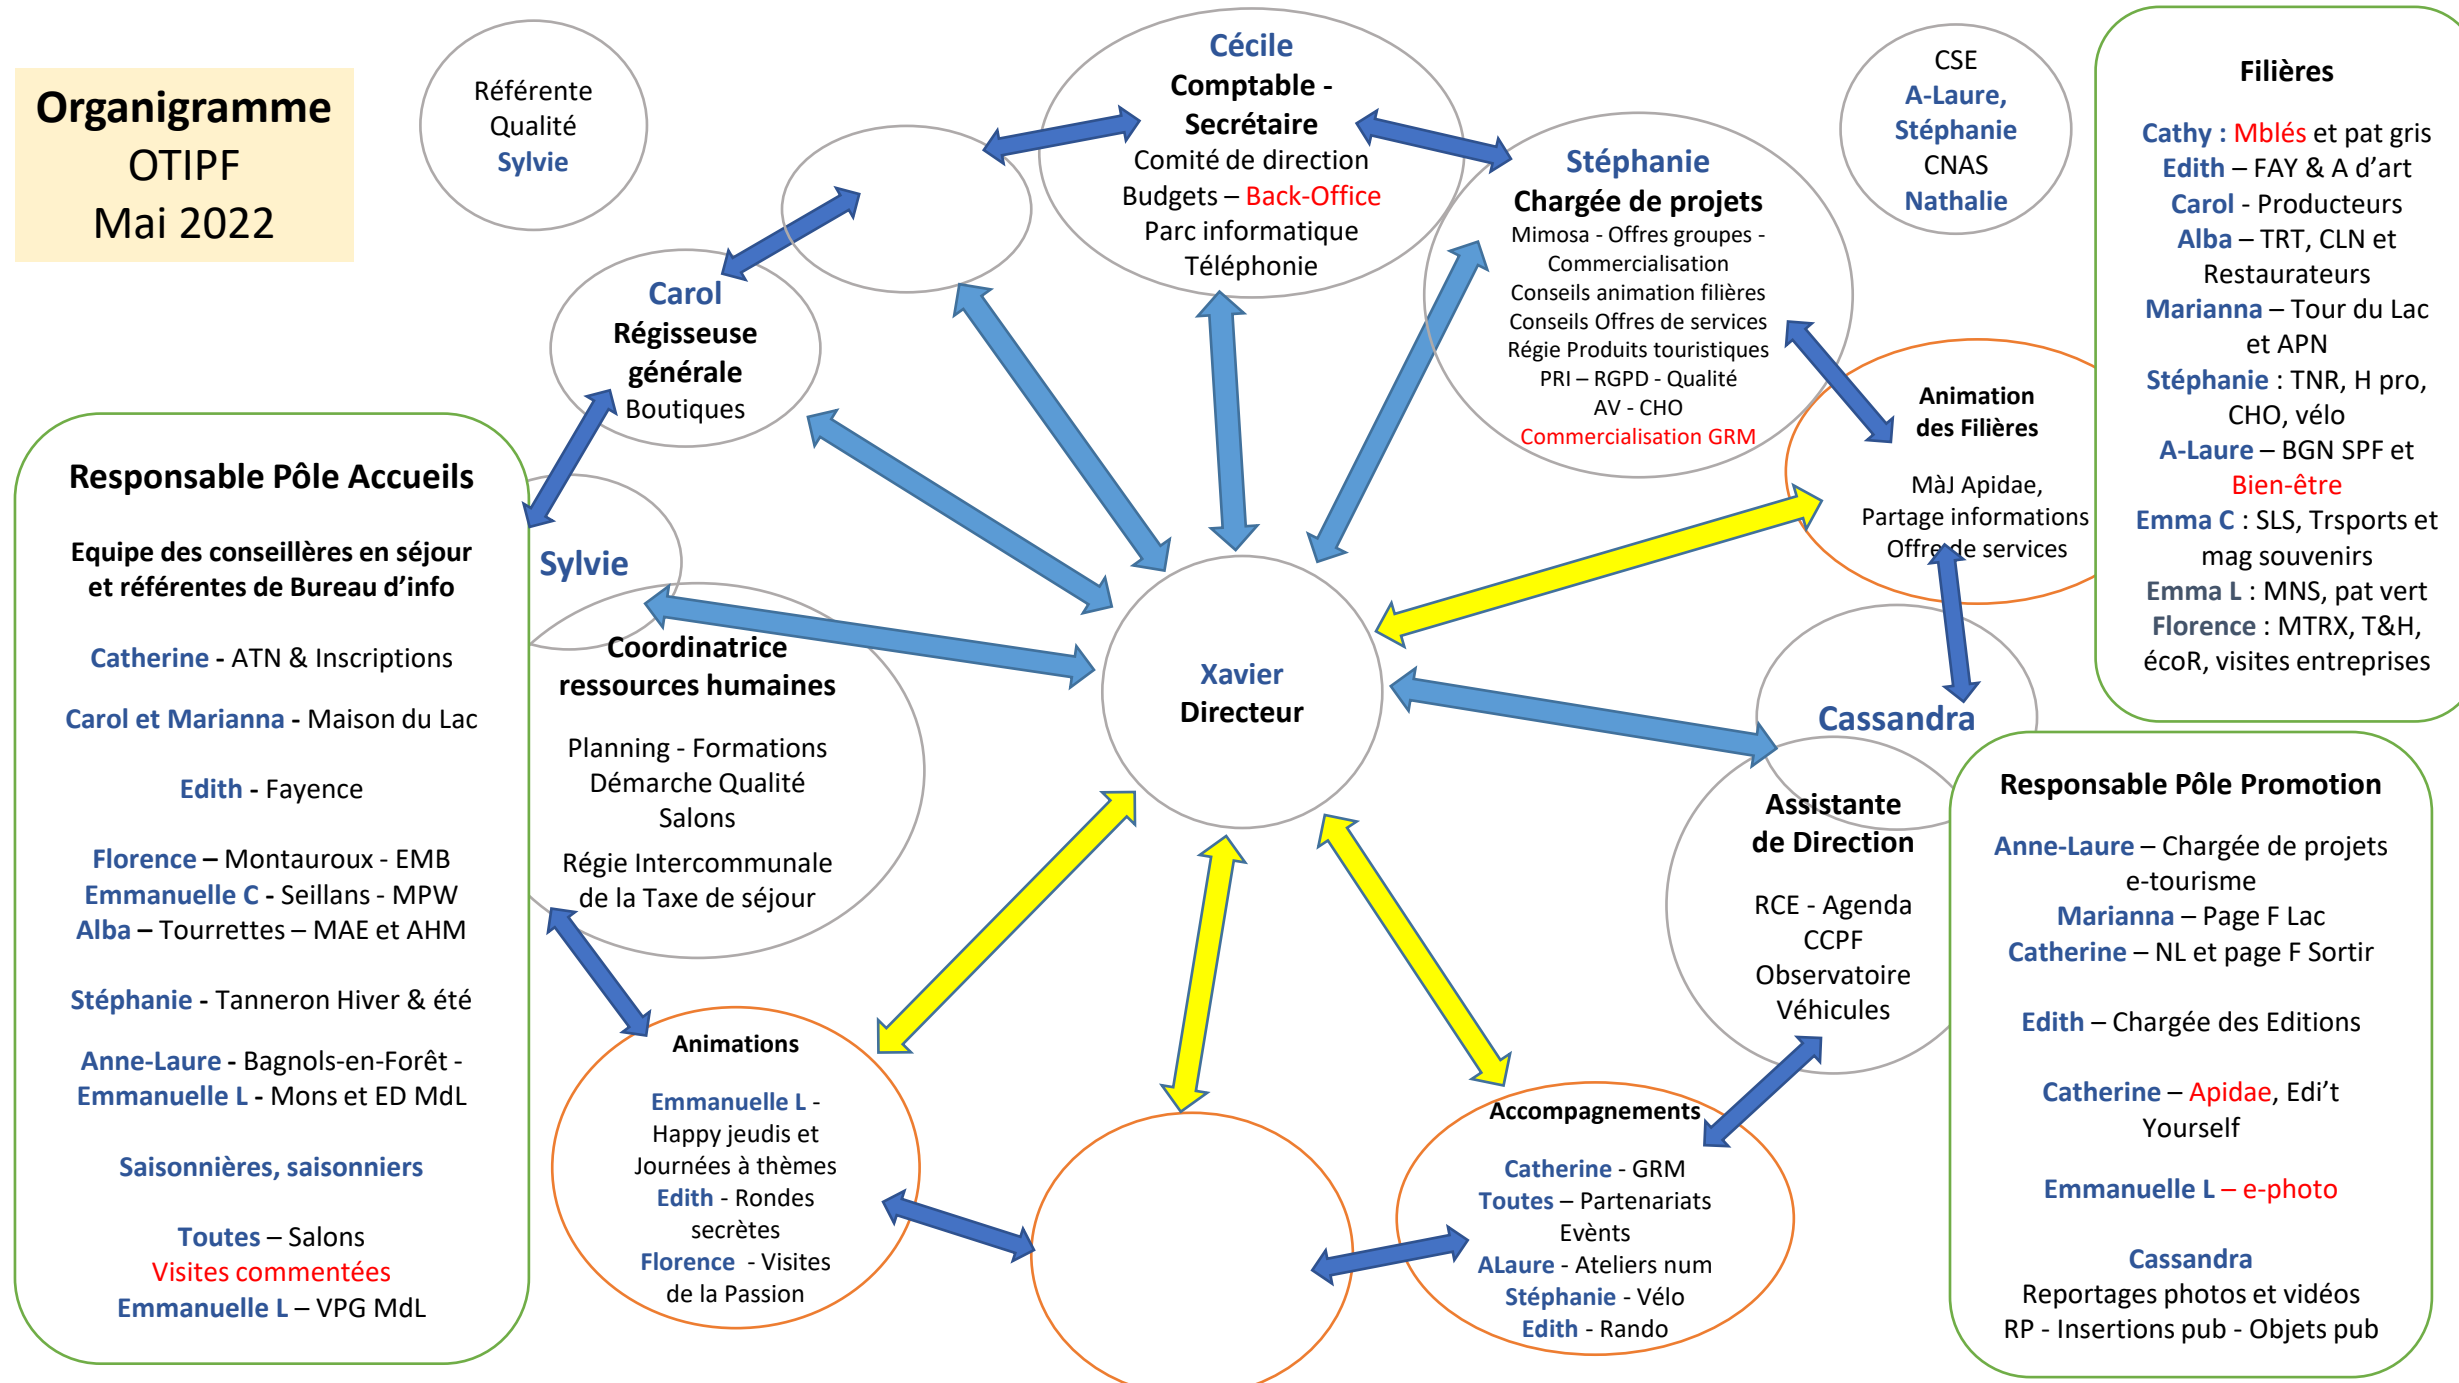 Organigramme
OTIPF
Mai 2022
Référente
Qualité
Sylvie
Cécile
Comptable -
Secrétaire
Comité de direction
Budgets – Back-Office
Parc informatique
Téléphonie
Stéphanie
Chargée de projets
Mimosa - Offres groupes -
Commercialisation
Conseils animation filières
Conseils Offres de services
Régie Produits touristiques
PRI – RGPD - Qualité
AV - CHO
Commercialisation GRM
CSE
A-Laure,
Stéphanie
CNAS
Nathalie
Filières
Cathy : Mblés et pat gris
Edith – FAY & A d’art
Carol - Producteurs
Alba – TRT, CLN et
Restaurateurs
Marianna – Tour du Lac
et APN
Stéphanie : TNR, H pro,
CHO, vélo
A-Laure – BGN SPF et
Bien-être
Emma C : SLS, Trsports et
mag souvenirs
Emma L : MNS, pat vert
Florence : MTRX, T&H,
écoR, visites entreprises
Carol
Régisseuse
générale
Boutiques
Animation
des Filières
MàJ Apidae,
Partage informations
Offre de services
Responsable Pôle Accueils
Equipe des conseillères en séjour
et référentes de Bureau d’info
Catherine - ATN & Inscriptions
Carol et Marianna - Maison du Lac
Edith - Fayence
Florence – Montauroux - EMB
Emmanuelle C - Seillans - MPW
Alba – Tourrettes – MAE et AHM
Stéphanie - Tanneron Hiver & été
Anne-Laure - Bagnols-en-Forêt -
Emmanuelle L - Mons et ED MdL
Saisonnières, saisonniers
Toutes – Salons
Visites commentées
Emmanuelle L – VPG MdL
Sylvie
Coordinatrice
ressources humaines
Planning - Formations
Démarche Qualité
Salons
Régie Intercommunale
de la Taxe de séjour
Xavier
Directeur
Cassandra
Assistante
de Direction
RCE - Agenda
CCPF
Observatoire
Véhicules
Responsable Pôle Promotion
Anne-Laure – Chargée de projets
e-tourisme
Marianna – Page F Lac
Catherine – NL et page F Sortir
Edith – Chargée des Editions
Catherine – Apidae, Edi’t
Yourself
Emmanuelle L – e-photo
Cassandra
Reportages photos et vidéos
RP - Insertions pub - Objets pub
Animations
Emmanuelle L -
Happy jeudis et
Journées à thèmes
Edith - Rondes
secrètes
Florence - Visites
de la Passion
Accompagnements
Catherine - GRM
Toutes – Partenariats
Evènts
ALaure - Ateliers num
Stéphanie - Vélo
Edith - Rando